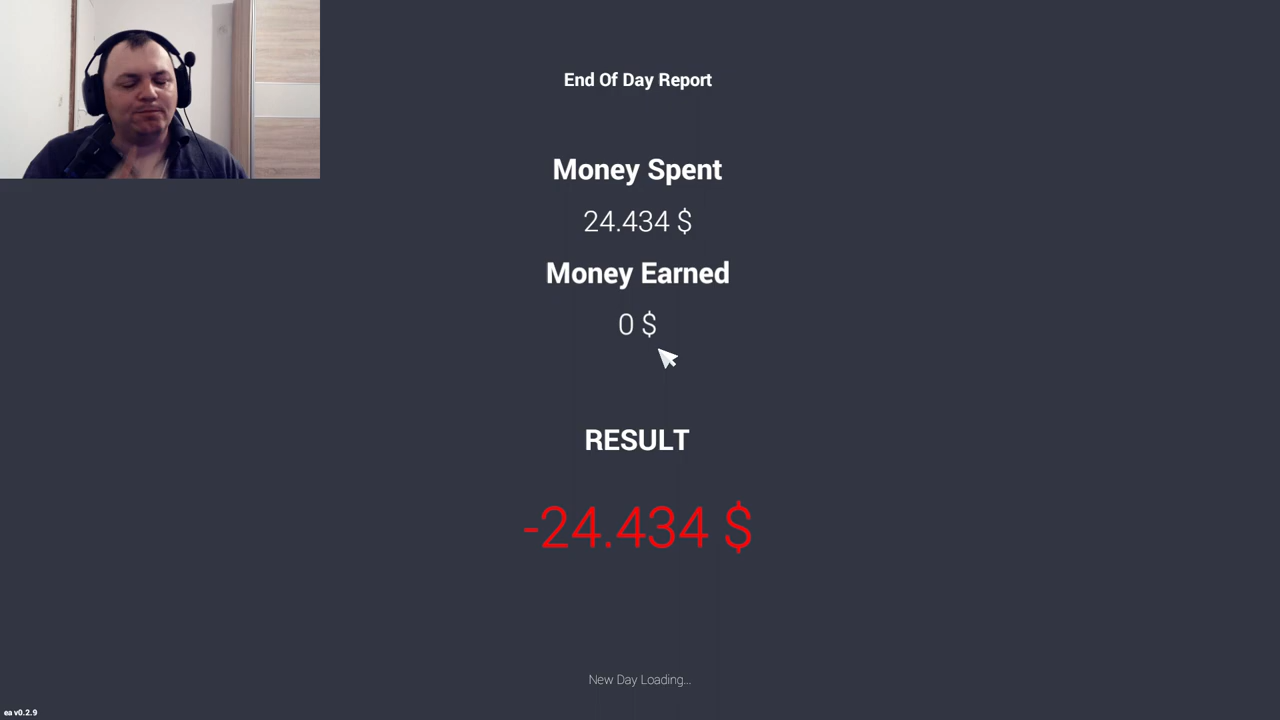 End Of Day Report
Money Spent
24.434 $
Money Earned
0 $
RESULT
-24.434 $
New Day Loading...
ea v0.2.9